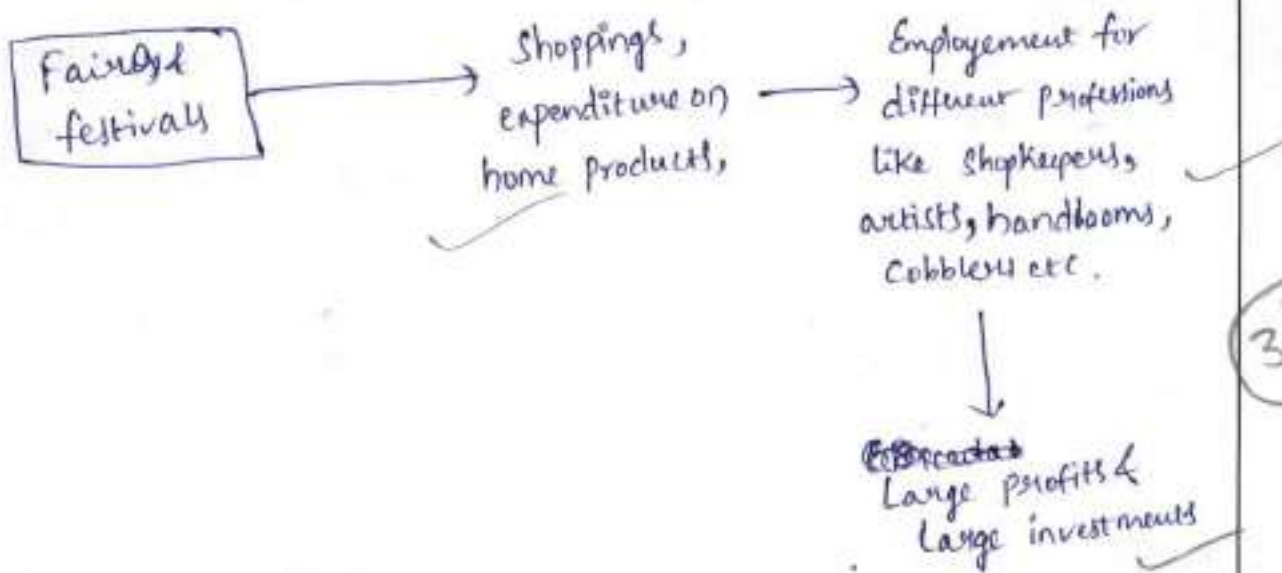 Fairs &
festivals
Shoppings,
expenditure on
home products,
Employement for
different professions
like shopkeepers,
artists, handlooms,
Cobblers etc.
Large profits &
large investments
3